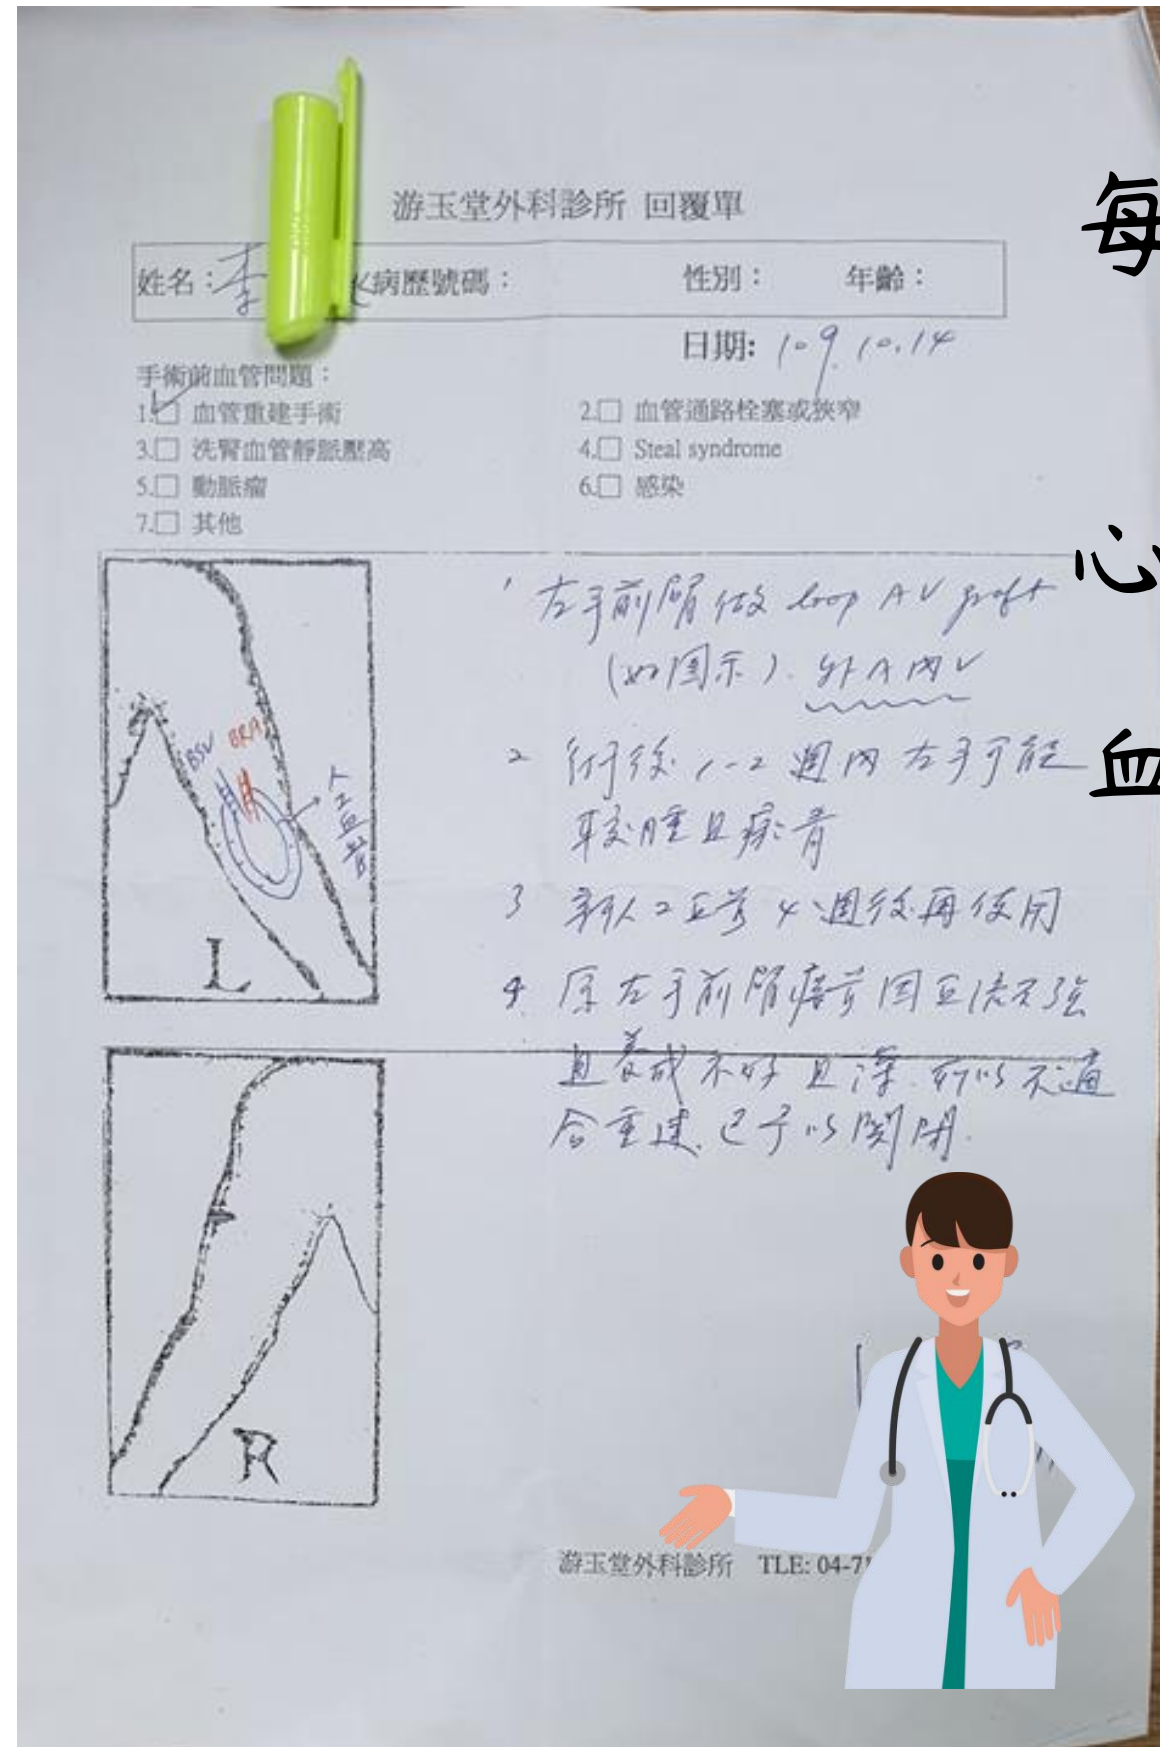 游玉堂外科診所 回覆單
姓名：李 病歷號碼： 性別： 年齡：
日期: 109.10.14
手術前血管問題：
1.☑ 血管重建手術 2.☐ 血管通路栓塞或狹窄
3.☐ 洗腎血管靜脈壓高 4.☐ Steal syndrome
5.☐ 動脈瘤 6.☐ 感染
7.☐ 其他
1 左手前臂做 loop AV graft
(如圖示). 外A內V
2 術後 1-2 週內 左手可能
較腫且瘀青
3 新人工血管 4週後再使用
4. 原左手前臂瘻管因血流不強
且養成不好且深.所以不適
合重建.已予以關閉.
BSV BRA
人工血管
L
R
游玉堂外科診所 TLE: 04-7
每
心
血